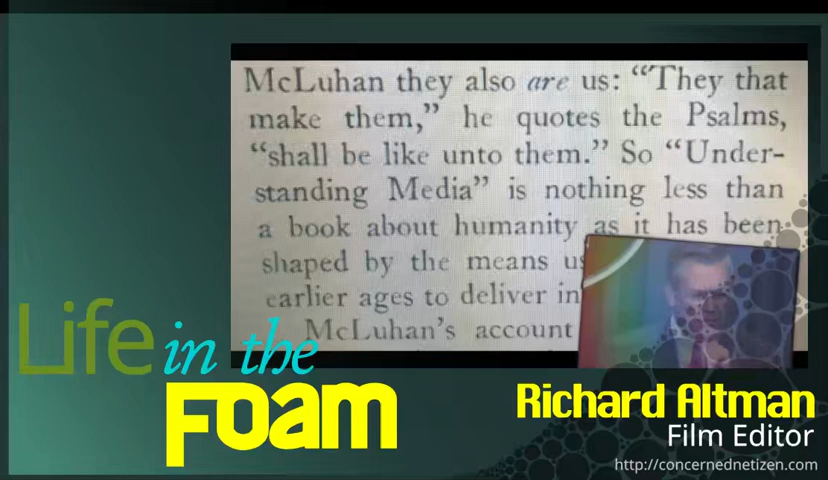 McLuhan they also are us: “They that
make them,” he quotes the Psalms,
“shall be like unto them.” So “Under-
standing Media” is nothing less than
a book about humanity as it has been
shaped by the means
earlier ages to deliver
McLuhan’s account
Life in the
Foam
Richard Altman
Film Editor
http://concernednetizen.com